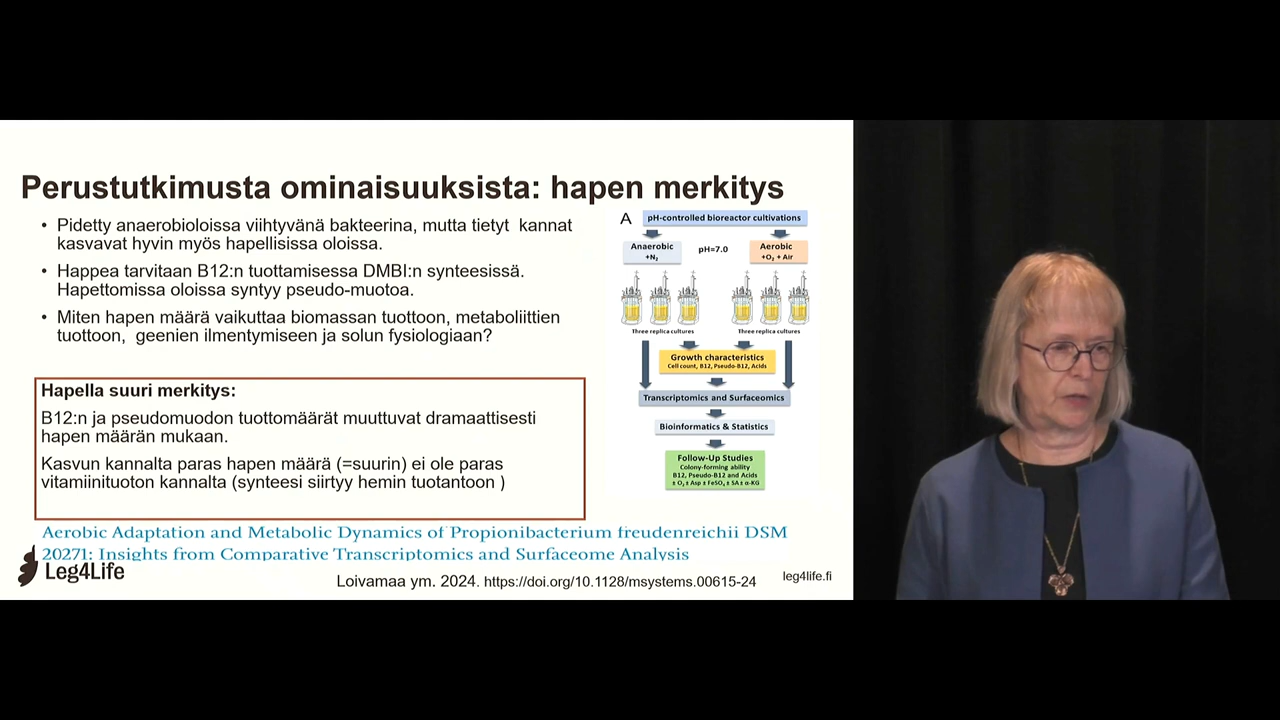 Perustutkimusta ominaisuuksista: hapen merkitys
• Pidetty anaerobioloissa viihtyvänä bakteerina, mutta tietyt kannat
kasvavat hyvin myös hapellisissa oloissa.
• Happea tarvitaan B12:n tuottamisessa DMBI:n synteesissä.
Hapettomissa oloissa syntyy pseudo-muotoa.
• Miten hapen määrä vaikuttaa biomassan tuottoon, metaboliittien
tuottoon, geenien ilmentymiseen ja solun fysiologiaan?
Hapella suuri merkitys:
B12:n ja pseudomuodon tuottomäärät muuttuvat dramaattisesti
hapen määrän mukaan.
Kasvun kannalta paras hapen määrä (=suurin) ei ole paras
vitamiinituoton kannalta (synteesi siirtyy hemin tuotantoon )
A
pH-controlled bioreactor cultivations
Anaerobic
+N₂
pH=7.0
Aerobic
+O₂ + Air
Three replica cultures
Three replica cultures
Growth characteristics
Cell count, B12, Pseudo-B12, Acids
Transcriptomics and Surfaceomics
Bioinformatics & Statistics
Follow-Up Studies
Colony-forming ability
B12, Pseudo-B12 and Acids
± O₂ ± Asp ± FeSO₄ ± SA ± α-KG
Aerobic Adaptation and Metabolic Dynamics of Propionibacterium freudenreichii DSM
20271: Insights from Comparative Transcriptomics and Surfaceome Analysis
Leg4Life
Loivamaa ym. 2024. https://doi.org/10.1128/msystems.00615-24
leg4life.fi